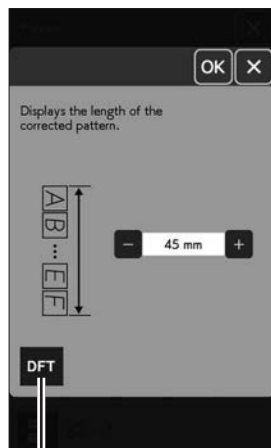 OK ×
Displays the length of the
corrected pattern.
A
B
...
E
F
− 45 mm +
DFT